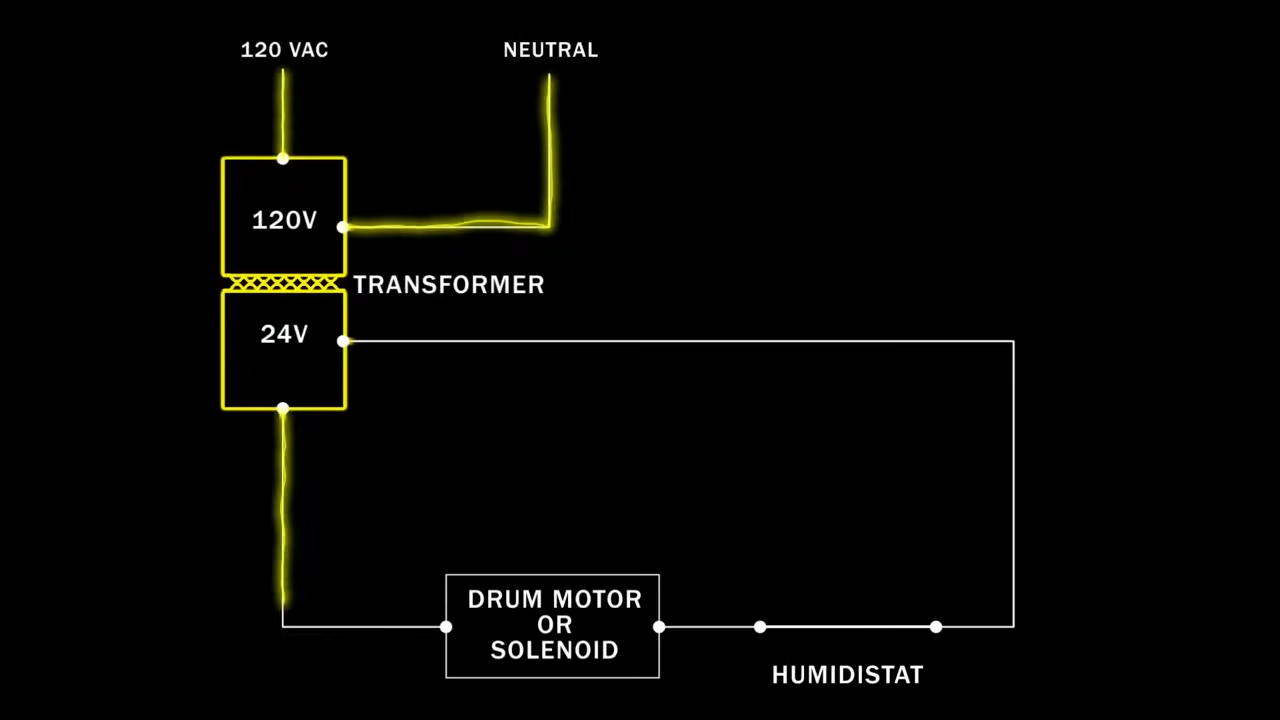 120 VAC
NEUTRAL
120V
TRANSFORMER
24V
DRUM MOTOR
OR
SOLENOID
HUMIDISTAT